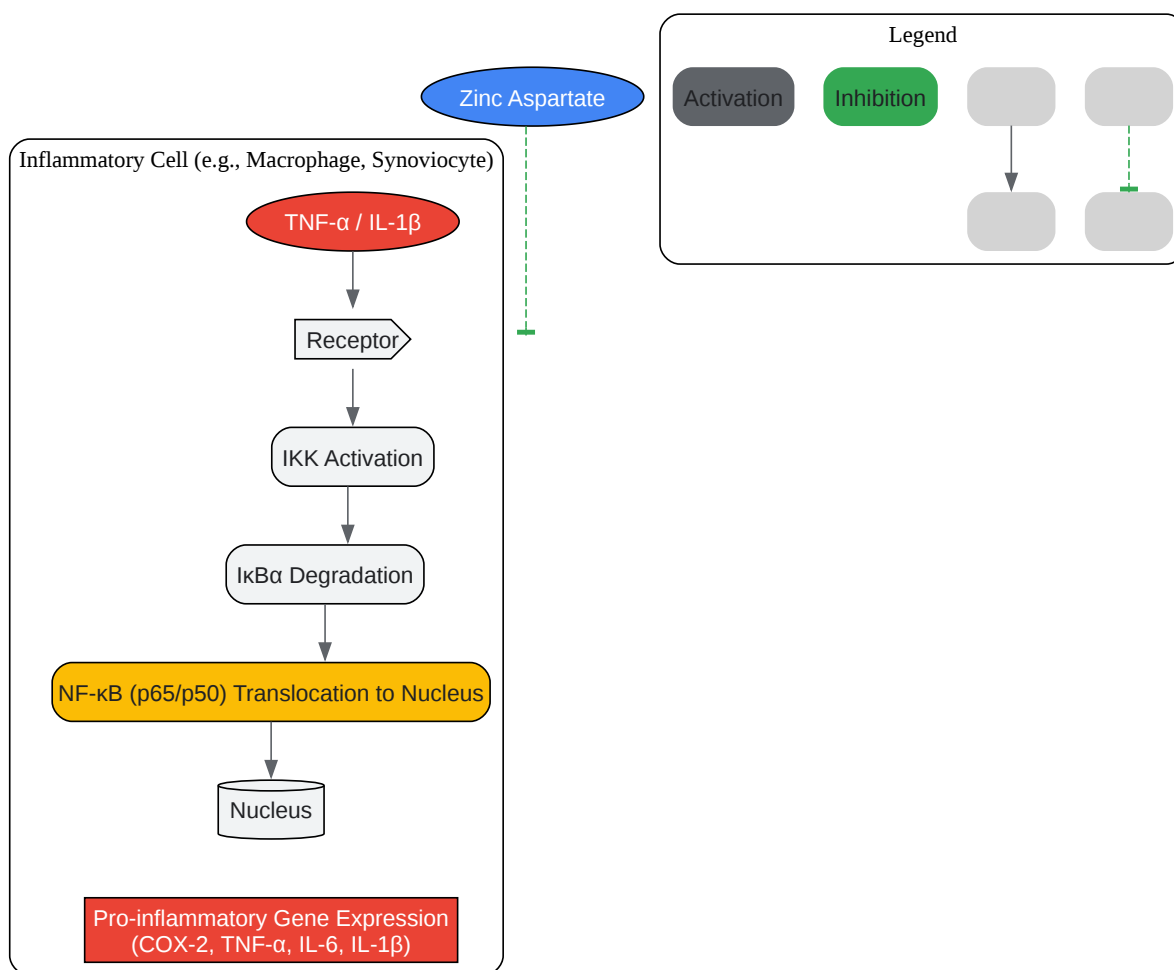 Legend
Zinc Aspartate
Activation
Inhibition
Inflammatory Cell (e.g., Macrophage, Synoviocyte)
TNF-α / IL-1β
Receptor
IKK Activation
IκBα Degradation
NF-κB (p65/p50) Translocation to Nucleus
Nucleus
Pro-inflammatory Gene Expression
(COX-2, TNF-α, IL-6, IL-1β)